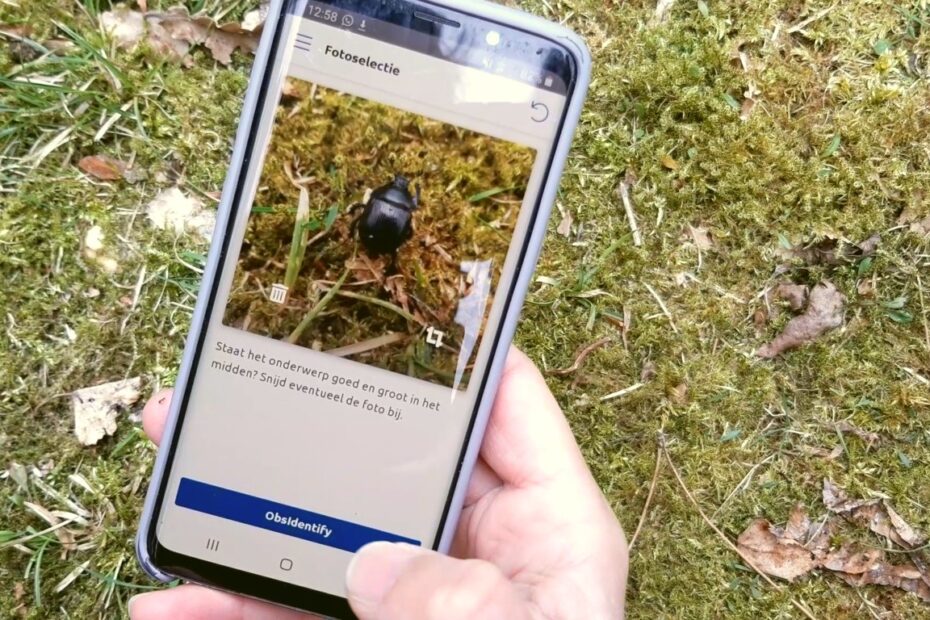 12:58
Fotoselectie
Staat het onderwerp goed en groot in het
midden? Snijd eventueel de foto bij.
ObsIdentify